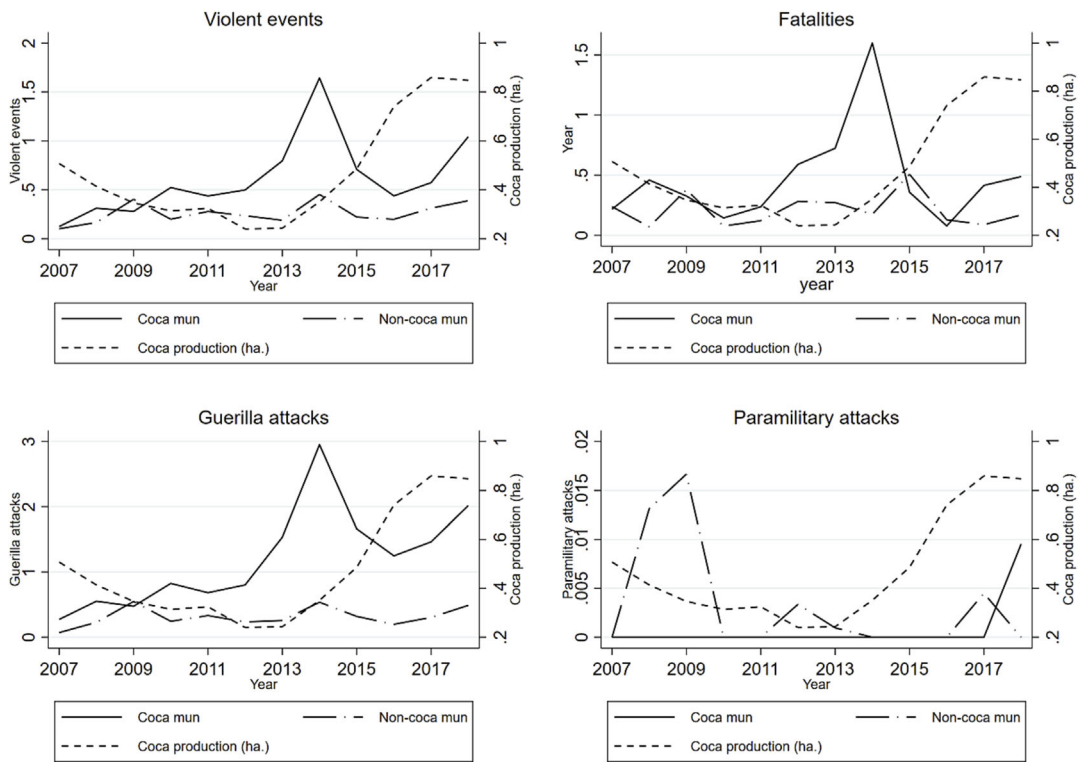 Violent events
Violent events
0 .5 1 1.5 2
Coca production (ha.)
.2 .4 .6 .8 1
2007 2009 2011 2013 2015 2017
Year
Coca mun Non-coca mun
Coca production (ha.)
Fatalities
Year
0 .5 1 1.5
Coca production (ha.)
.2 .4 .6 .8 1
2007 2009 2011 2013 2015 2017
year
Coca mun Non-coca mun
Coca production (ha.)
Guerilla attacks
Guerilla attacks
0 1 2 3
Coca production (ha.)
.2 .4 .6 .8 1
2007 2009 2011 2013 2015 2017
Year
Coca mun Non-coca mun
Coca production (ha.)
Paramilitary attacks
Paramilitary attacks
0 .005 .01 .015 .02
Coca production (ha.)
.2 .4 .6 .8 1
2007 2009 2011 2013 2015 2017
Year
Coca mun Non-coca mun
Coca production (ha.)